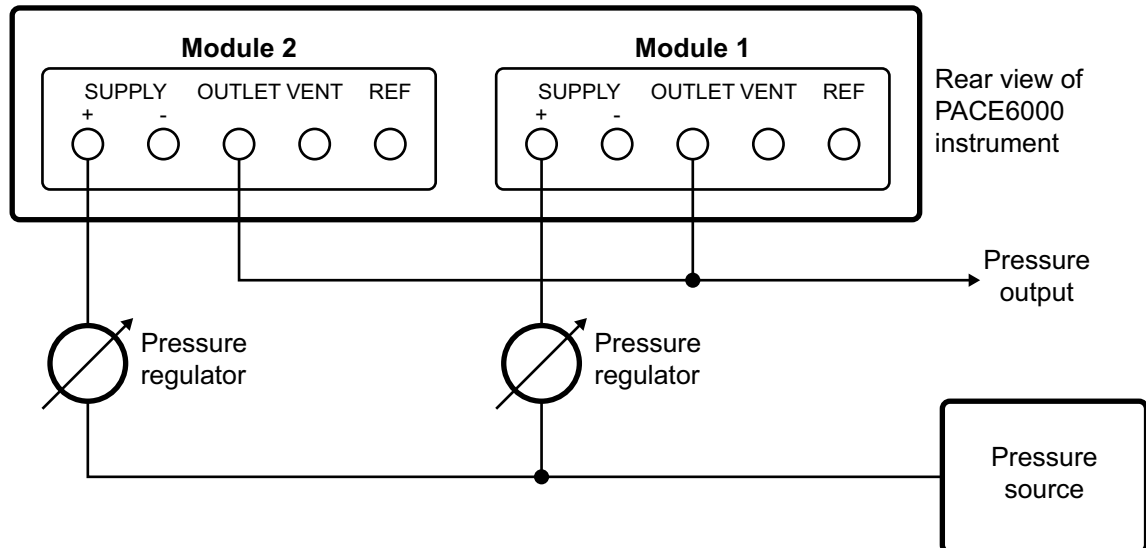 Module 2
Module 1
SUPPLY OUTLET VENT REF
+ -
SUPPLY OUTLET VENT REF
+ -
Rear view of
PACE6000
instrument
Pressure
output
Pressure
regulator
Pressure
regulator
Pressure
source